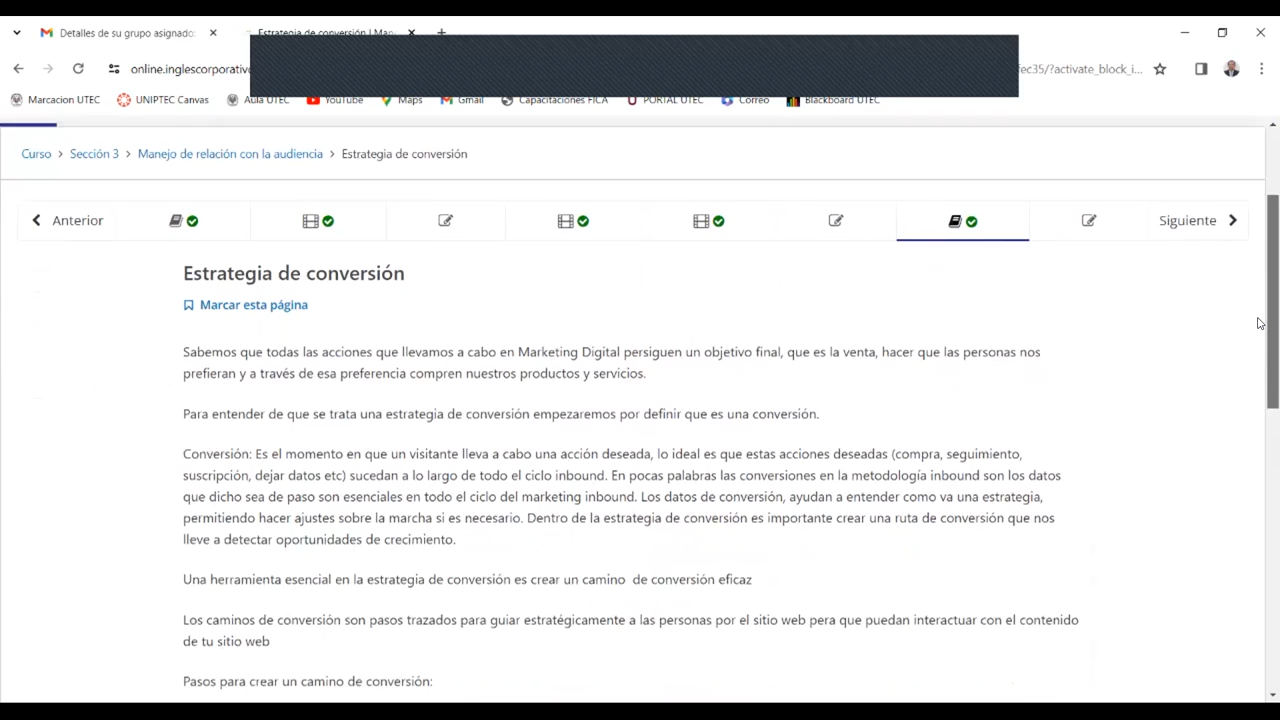 Detalles de su grupo asignado
Estrategia de conversión | Man
online.inglescorporativo
fec35/?activate_block_i...
Marcacion UTEC
UNIPTEC Canvas
Aula UTEC
YouTube
Maps
Gmail
Capacitaciones FICA
PORTAL UTEC
Correo
Blackboard UTEC
Curso > Sección 3 > Manejo de relación con la audiencia > Estrategia de conversión
Anterior
Siguiente
Estrategia de conversión
Marcar esta página
Sabemos que todas las acciones que llevamos a cabo en Marketing Digital persiguen un objetivo final, que es la venta, hacer que las personas nos
prefieran y a través de esa preferencia compren nuestros productos y servicios.
Para entender de que se trata una estrategia de conversión empezaremos por definir que es una conversión.
Conversión: Es el momento en que un visitante lleva a cabo una acción deseada, lo ideal es que estas acciones deseadas (compra, seguimiento,
suscripción, dejar datos etc) sucedan a lo largo de todo el ciclo inbound. En pocas palabras las conversiones en la metodología inbound son los datos
que dicho sea de paso son esenciales en todo el ciclo del marketing inbound. Los datos de conversión, ayudan a entender como va una estrategia,
permitiendo hacer ajustes sobre la marcha si es necesario. Dentro de la estrategia de conversión es importante crear una ruta de conversión que nos
lleve a detectar oportunidades de crecimiento.
Una herramienta esencial en la estrategia de conversión es crear un camino de conversión eficaz
Los caminos de conversión son pasos trazados para guiar estratégicamente a las personas por el sitio web pera que puedan interactuar con el contenido
de tu sitio web
Pasos para crear un camino de conversión: